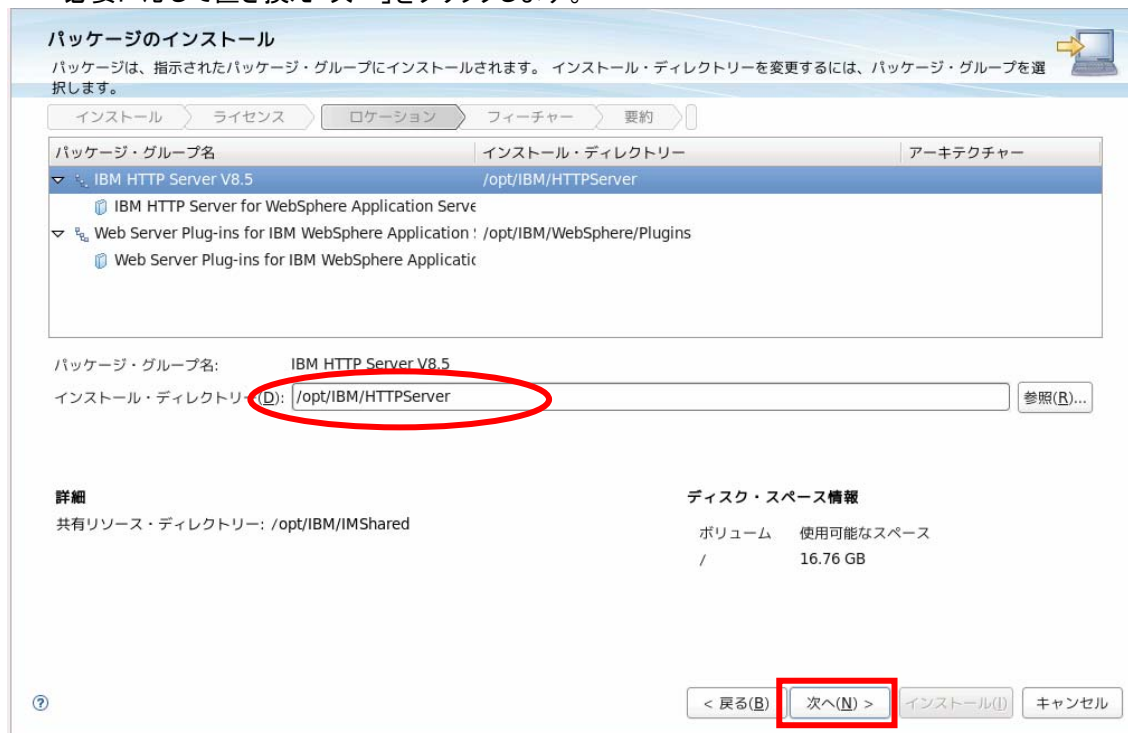 パッケージのインストール
パッケージは、指示されたパッケージ・グループにインストールされます。 インストール・ディレクトリーを変更するには、パッケージ・グループを選
択します。
インストール ライセンス ロケーション フィーチャー 要約
パッケージ・グループ名 インストール・ディレクトリー アーキテクチャー
IBM HTTP Server V8.5 /opt/IBM/HTTPServer
IBM HTTP Server for WebSphere Application Serve
Web Server Plug-ins for IBM WebSphere Application /opt/IBM/WebSphere/Plugins
Web Server Plug-ins for IBM WebSphere Applicatic
パッケージ・グループ名: IBM HTTP Server V8.5
インストール・ディレクトリー(D): /opt/IBM/HTTPServer 参照(R)...
詳細 ディスク・スペース情報
共有リソース・ディレクトリー: /opt/IBM/IMShared
ボリューム 使用可能なスペース
/ 16.76 GB
< 戻る(B) 次へ(N) > インストール(I) キャンセル